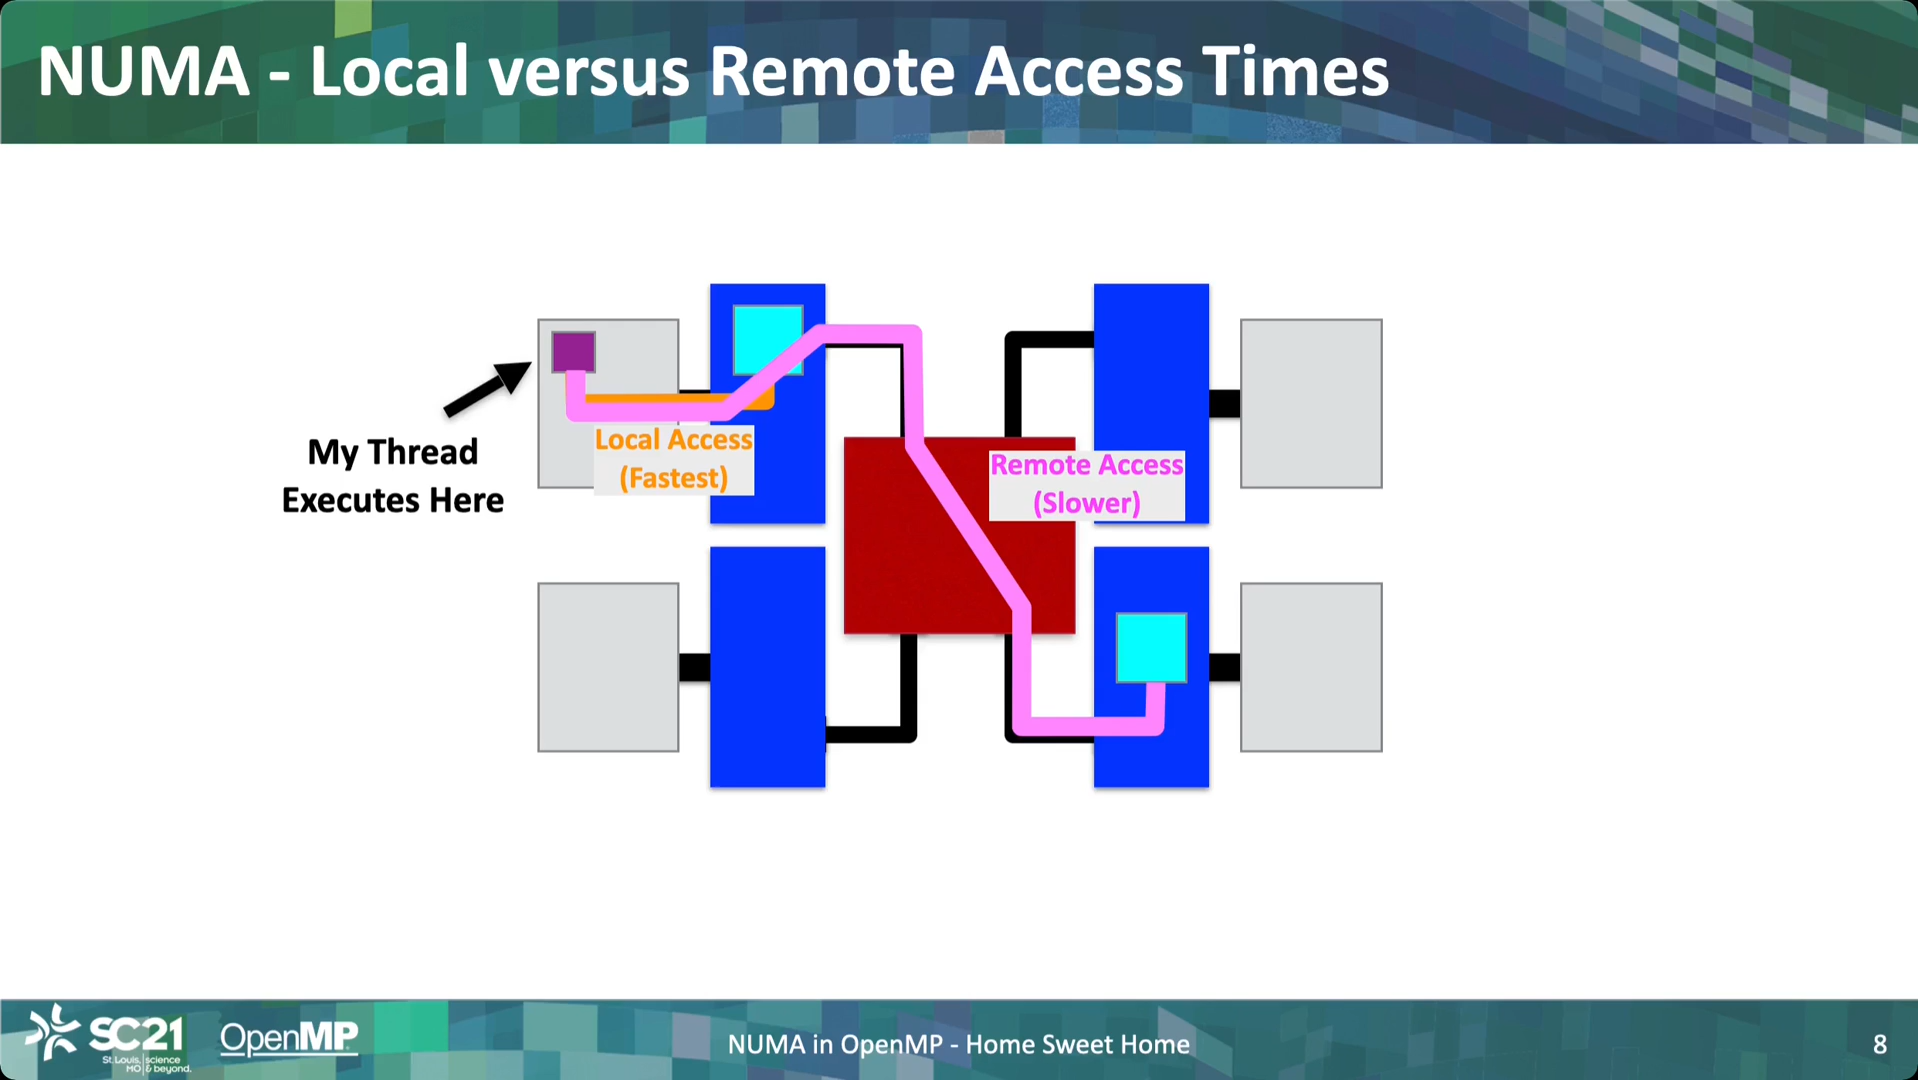 NUMA - Local versus Remote Access Times
My Thread
Executes Here
Local Access
(Fastest)
Remote Access
(Slower)
SC21
St. Louis, science
MO & beyond.
OpenMP
NUMA in OpenMP - Home Sweet Home
8